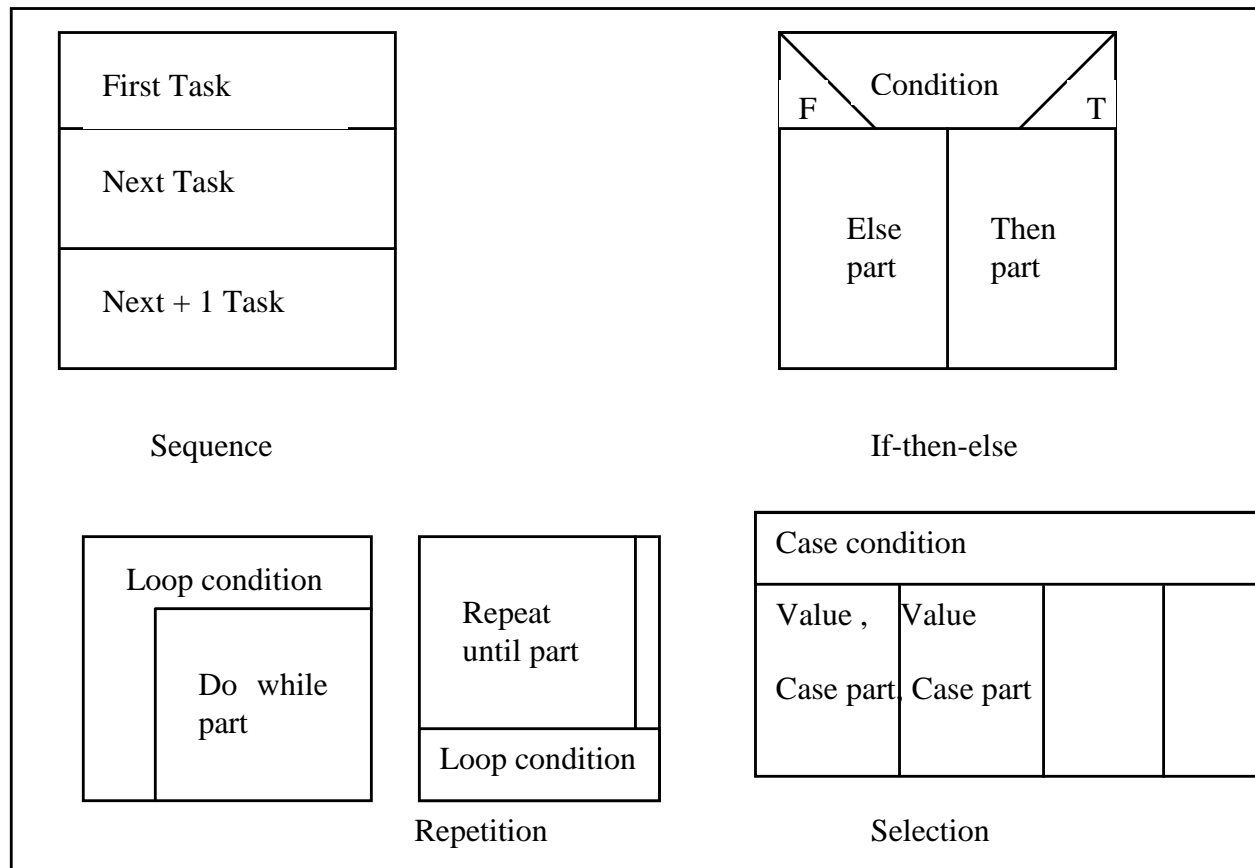 First Task
Next Task
Next + 1 Task
Sequence
Condition
F
T
Else
part
Then
part
If-then-else
Loop condition
Do while
part
Repeat
until part
Loop condition
Repetition
Case condition
Value , Value
Case part, Case part
Selection